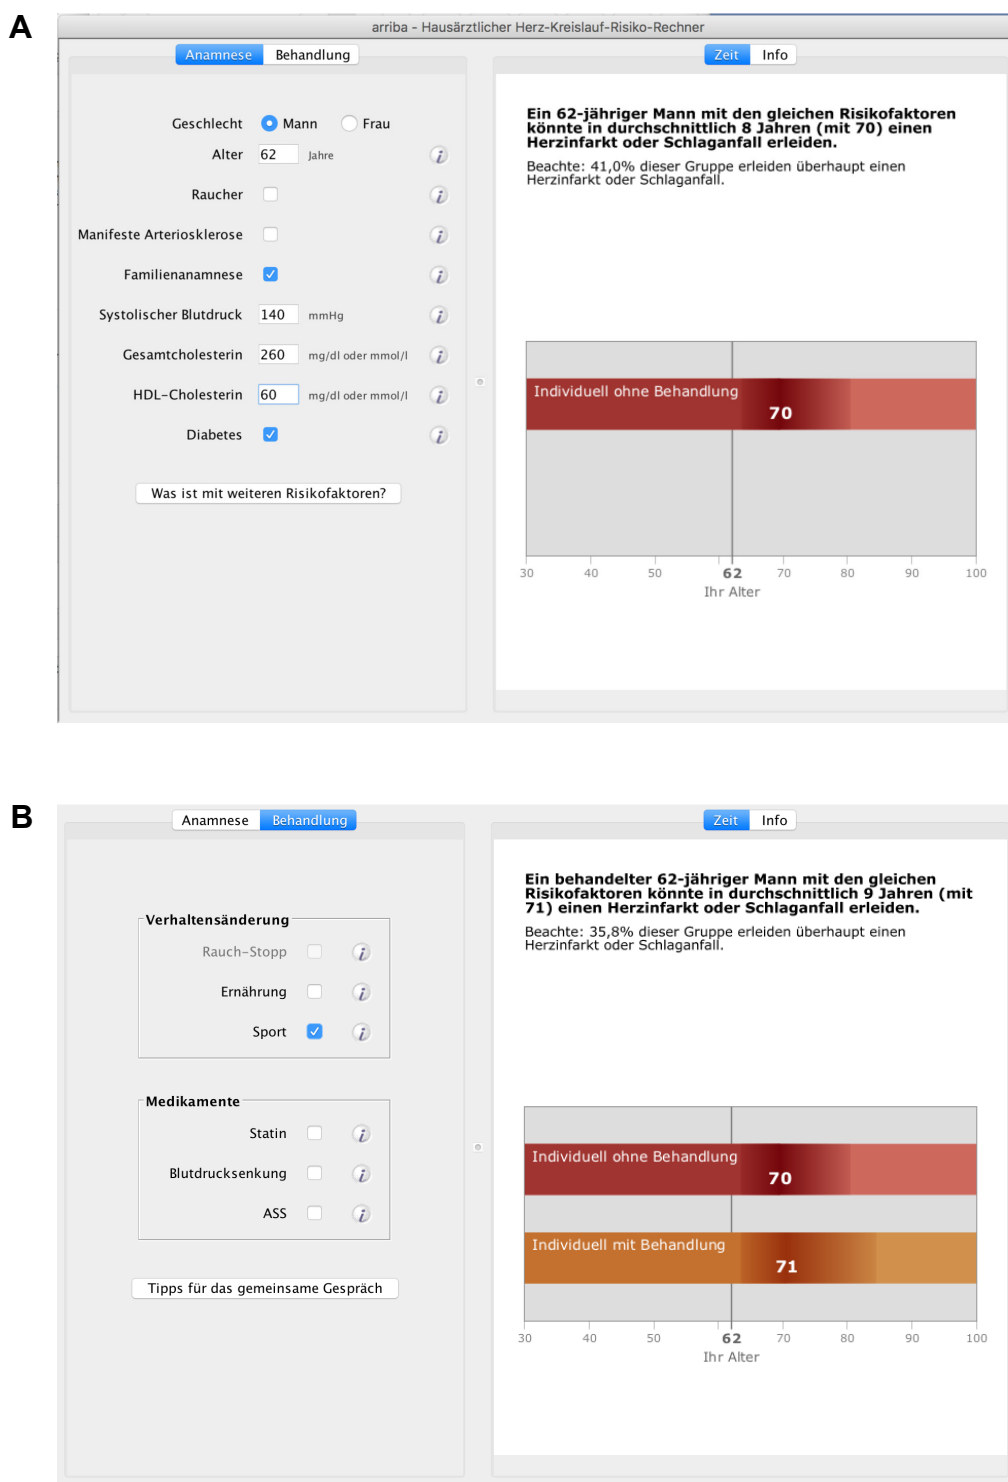 A
arriba - Hausärztlicher Herz-Kreislauf-Risiko-Rechner
Anamnese Behandlung
Geschlecht Mann Frau
Alter 62 Jahre
Raucher
Manifeste Arteriosklerose
Familienanamnese
Systolischer Blutdruck 140 mmHg
Gesamtcholesterin 260 mg/dl oder mmol/l
HDL-Cholesterin 60 mg/dl oder mmol/l
Diabetes
Was ist mit weiteren Risikofaktoren?
Zeit Info
Ein 62-jähriger Mann mit den gleichen Risikofaktoren
könnte in durchschnittlich 8 Jahren (mit 70) einen
Herzinfarkt oder Schlaganfall erleiden.
Beachte: 41,0% dieser Gruppe erleiden überhaupt einen
Herzinfarkt oder Schlaganfall.
Individuell ohne Behandlung
70
30 40 50 62 70 80 90 100
Ihr Alter
B
Anamnese Behandlung
Verhaltensänderung
Rauch-Stopp
Ernährung
Sport
Medikamente
Statin
Blutdrucksenkung
ASS
Tipps für das gemeinsame Gespräch
Zeit Info
Ein behandelter 62-jähriger Mann mit den gleichen
Risikofaktoren könnte in durchschnittlich 9 Jahren (mit
71) einen Herzinfarkt oder Schlaganfall erleiden.
Beachte: 35,8% dieser Gruppe erleiden überhaupt einen
Herzinfarkt oder Schlaganfall.
Individuell ohne Behandlung
70
Individuell mit Behandlung
71
30 40 50 62 70 80 90 100
Ihr Alter